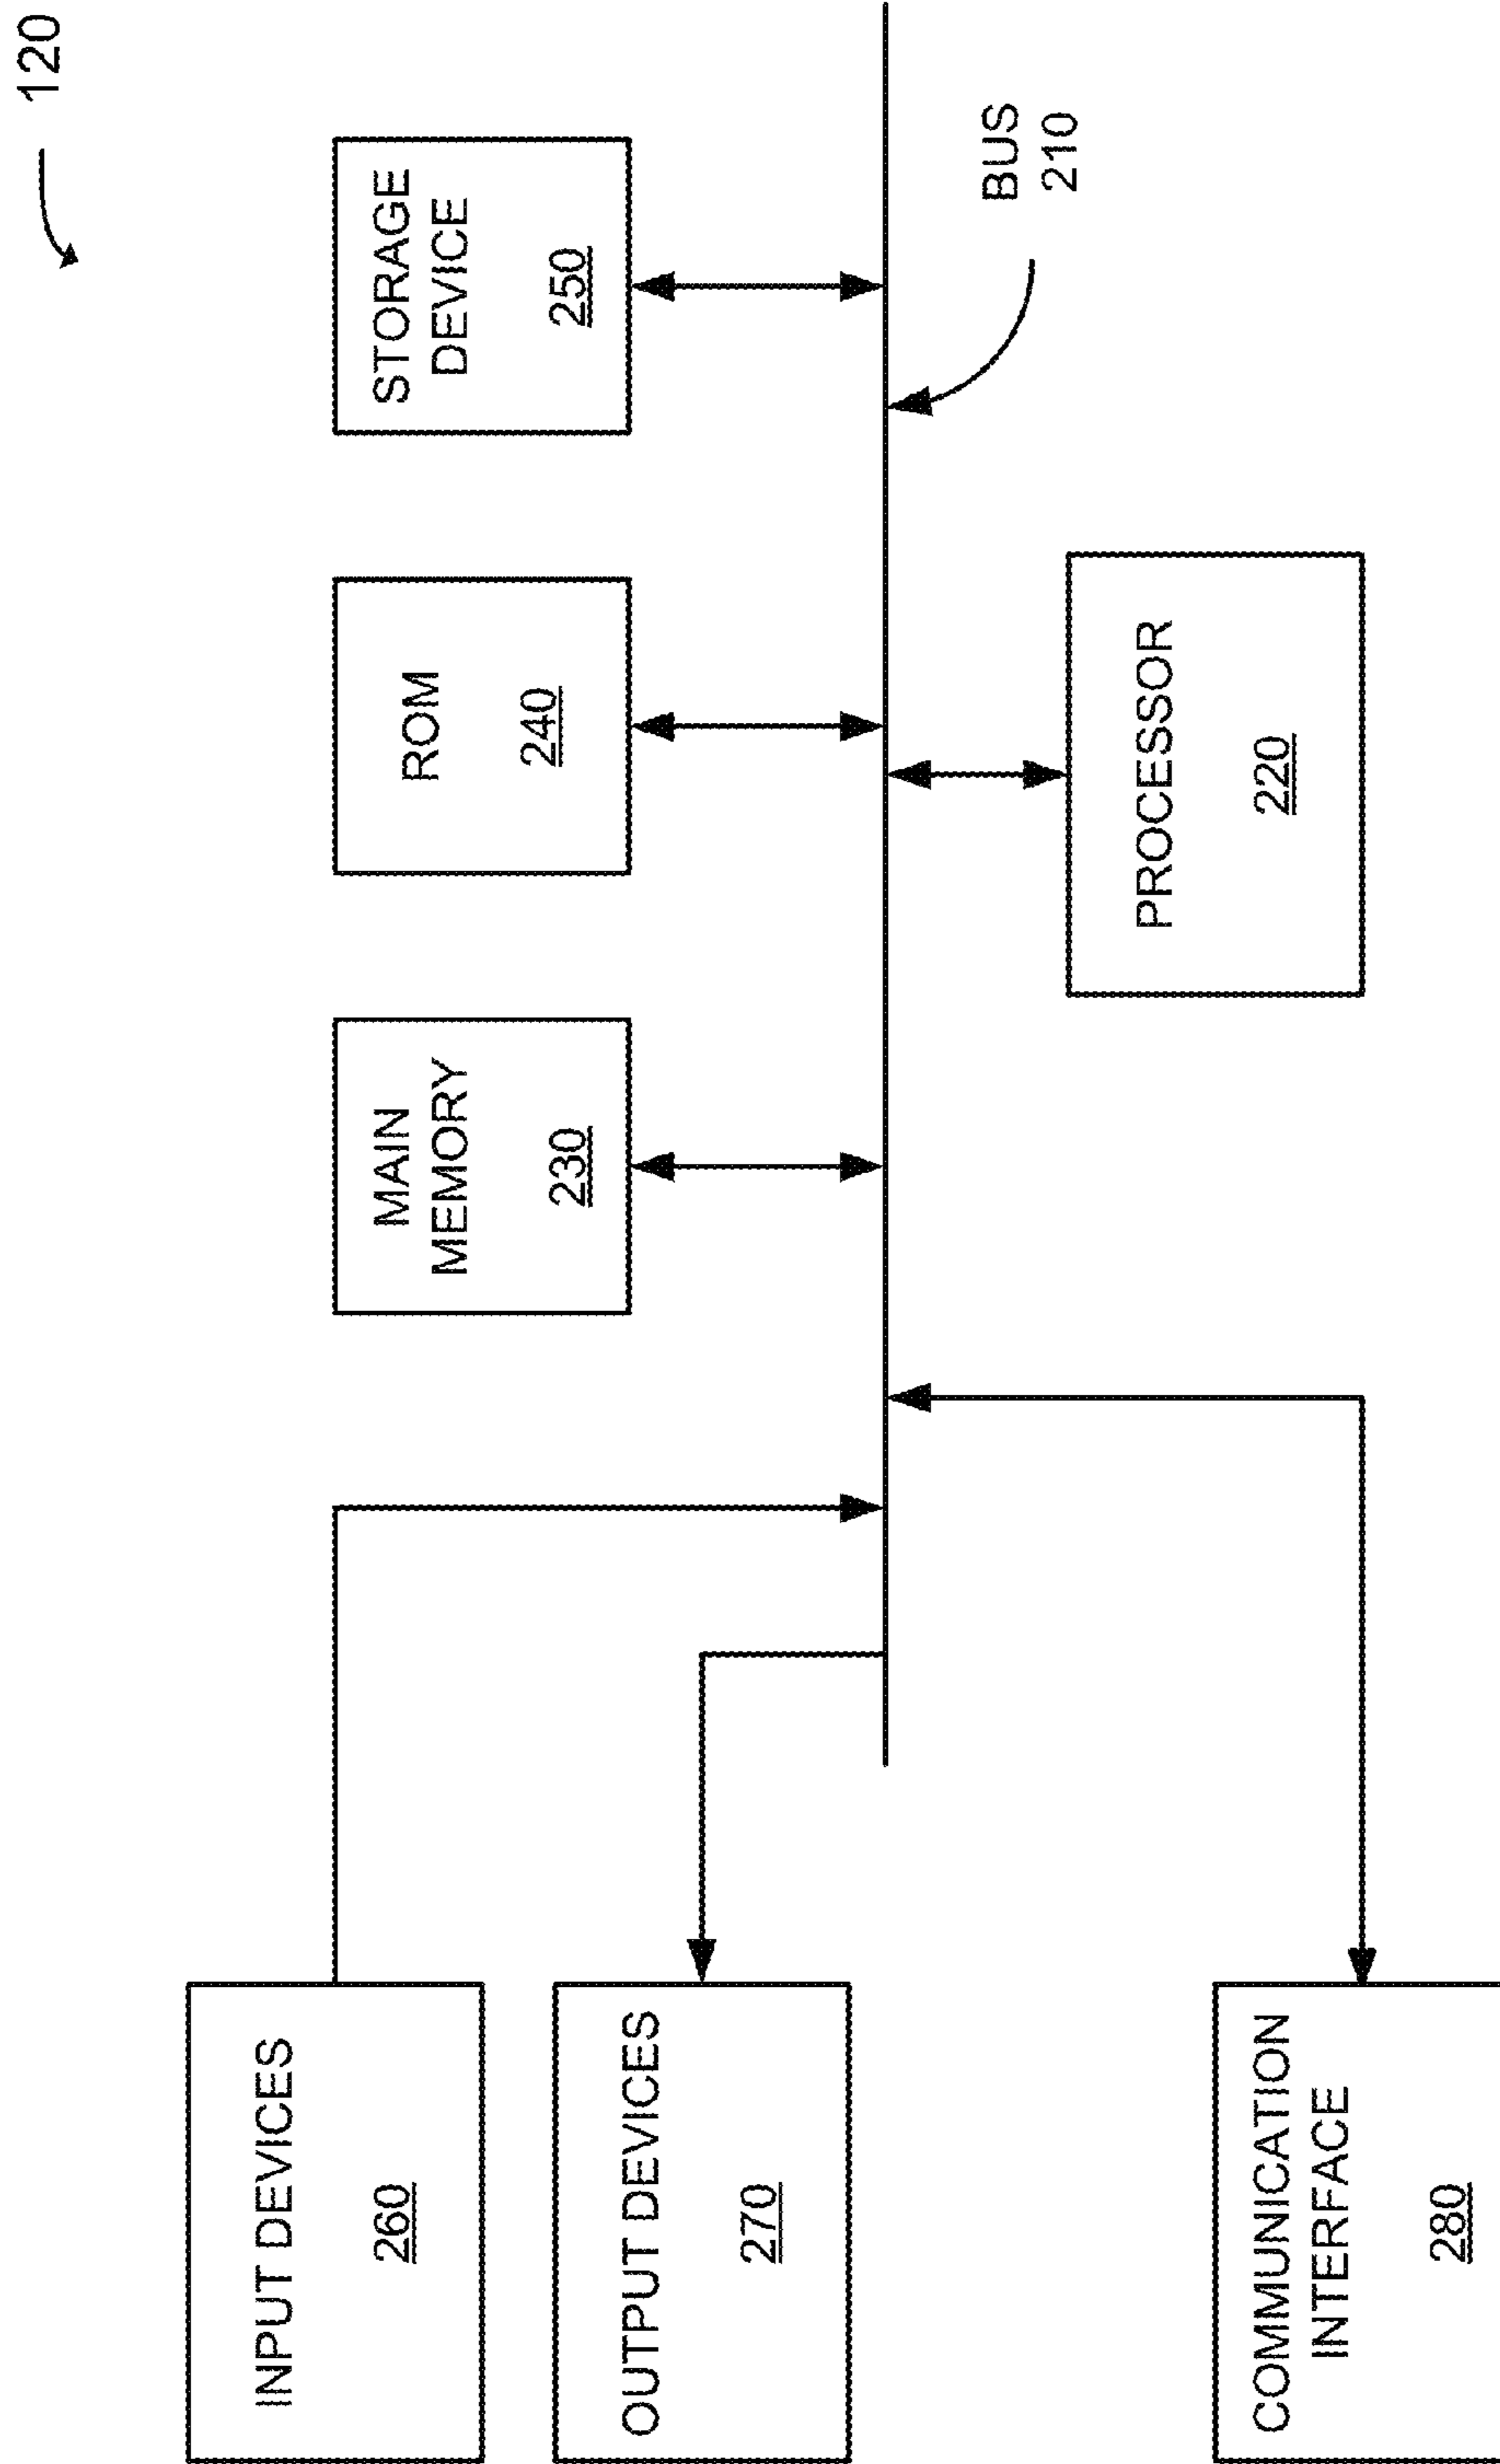 120
INPUT DEVICES
260
OUTPUT DEVICES
270
COMMUNICATION
INTERFACE
280
MAIN
MEMORY
230
ROM
240
STORAGE
DEVICE
250
PROCESSOR
220
BUS
210